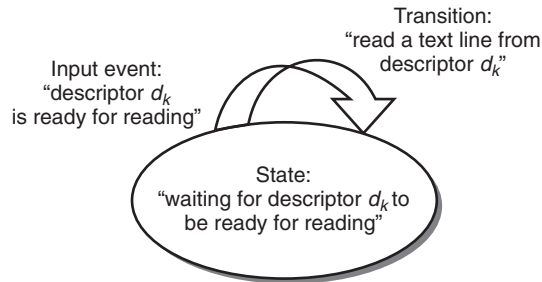 Transition:
“read a text line from
descriptor dk”
Input event:
“descriptor dk
is ready for reading”
State:
“waiting for descriptor dk to
be ready for reading”